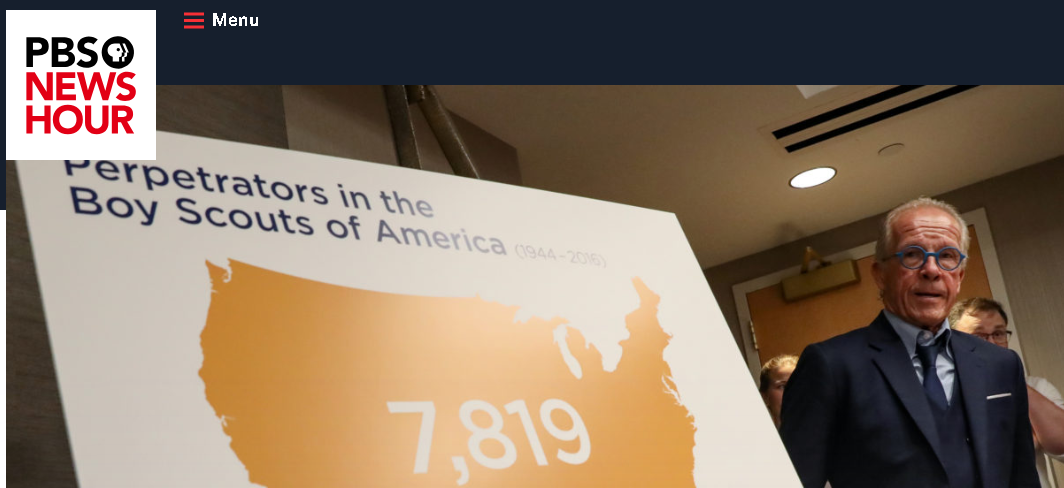 PBS
NEWS
HOUR
Menu
Perpetrators in the
Boy Scouts of America (1944–2016)
7,819